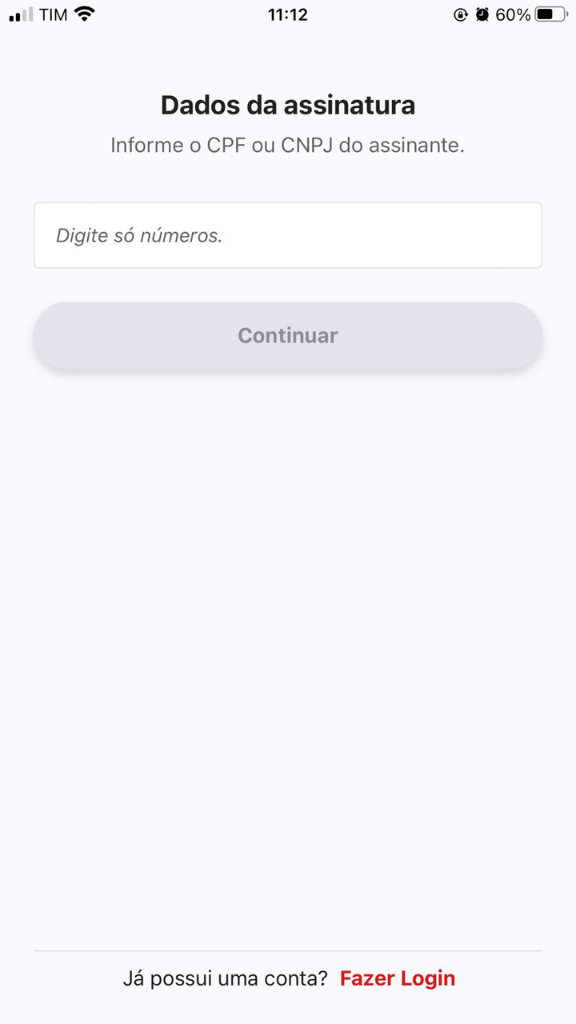 TIM 11:12 60%
Dados da assinatura
Informe o CPF ou CNPJ do assinante.
Digite só números.
Continuar
Já possui uma conta? Fazer Login